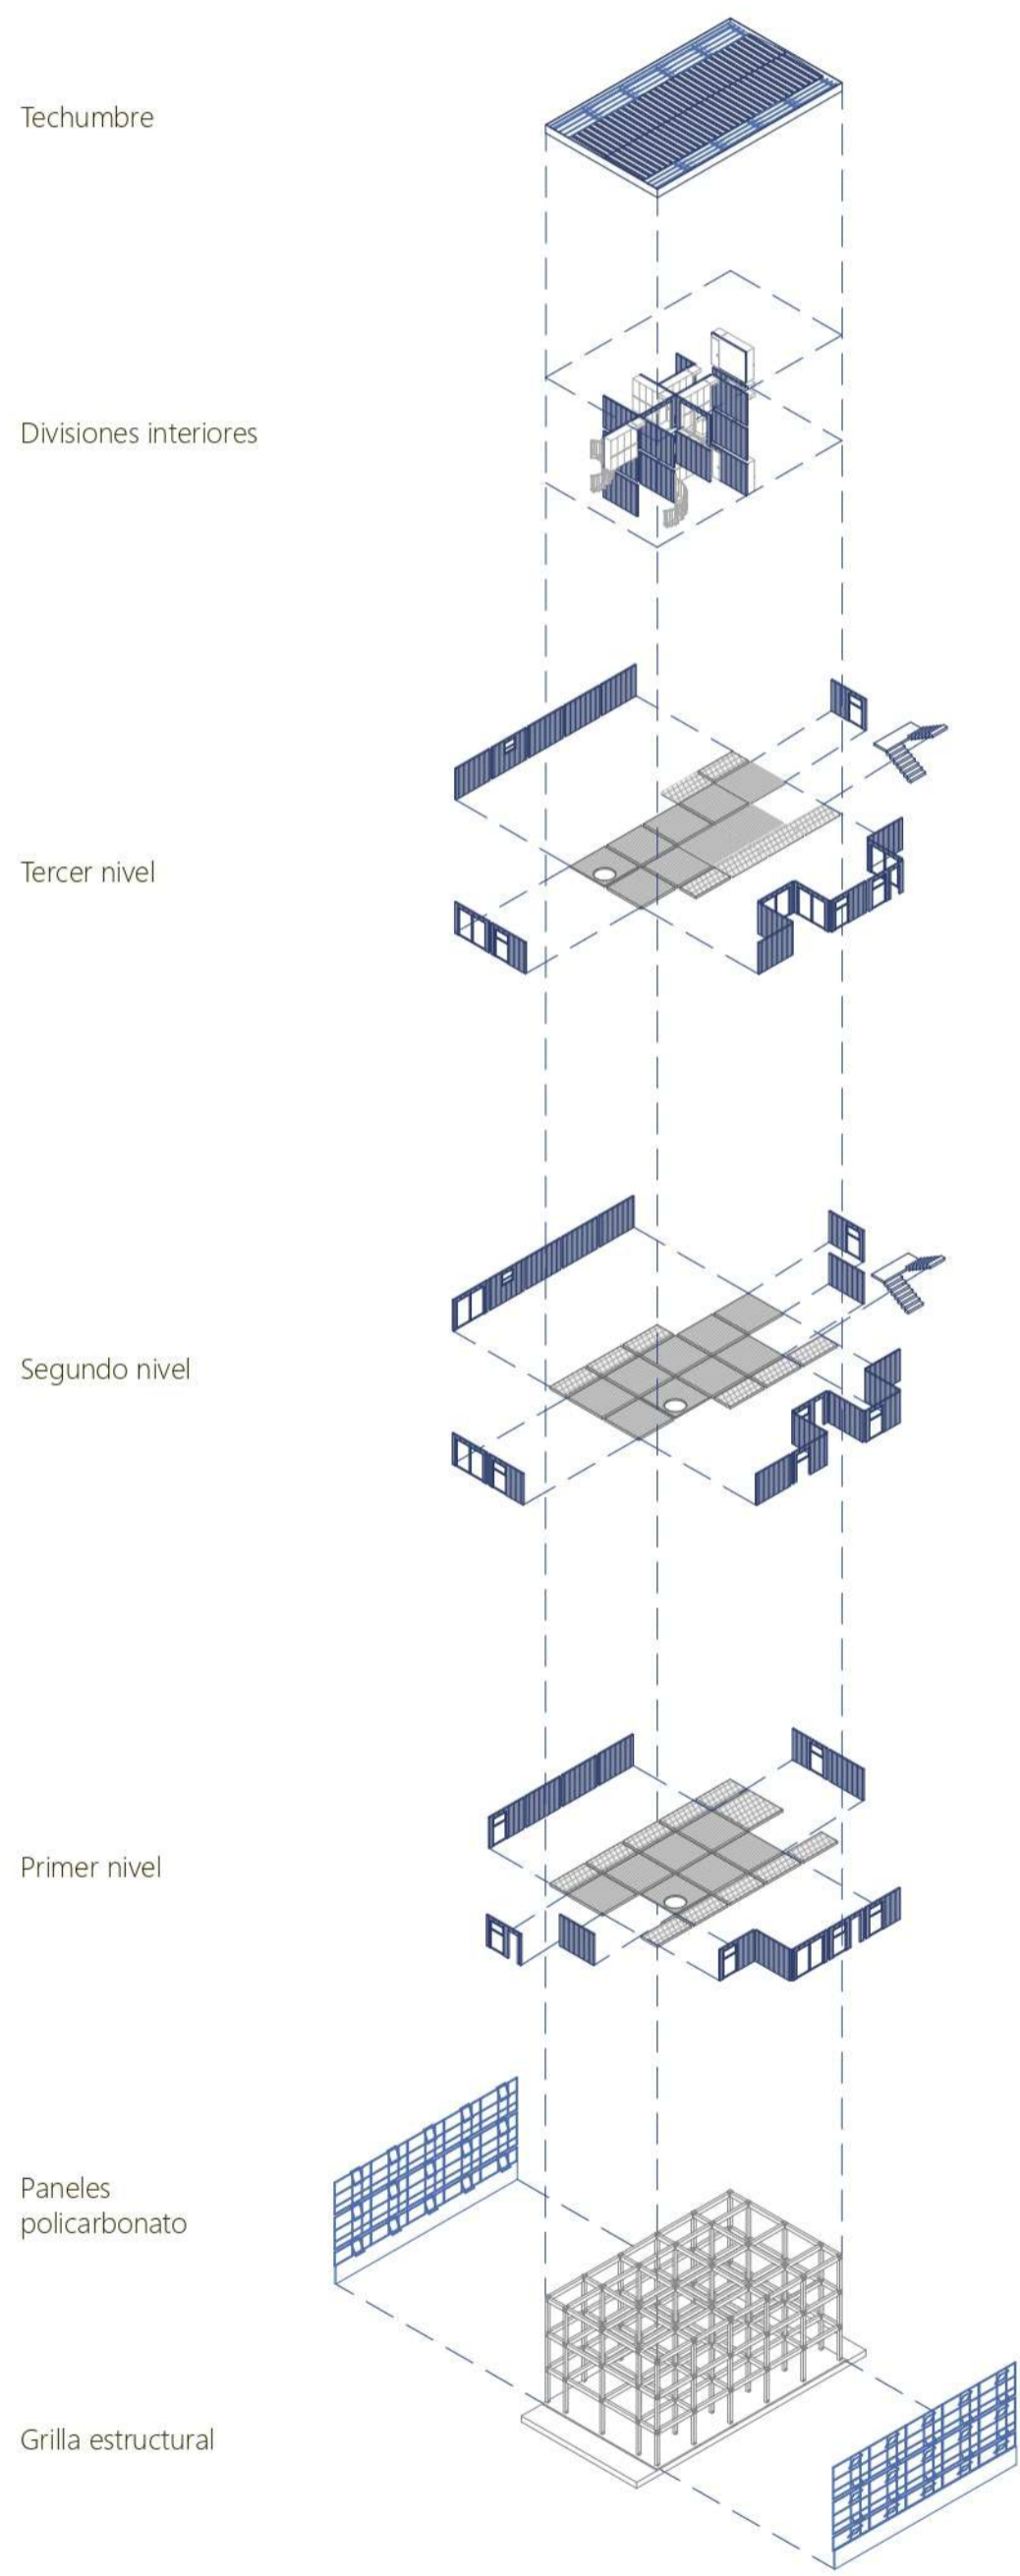 Techumbre
Divisiones interiores
Tercer nivel
Segundo nivel
Primer nivel
Paneles
policarbonato
Grilla estructural